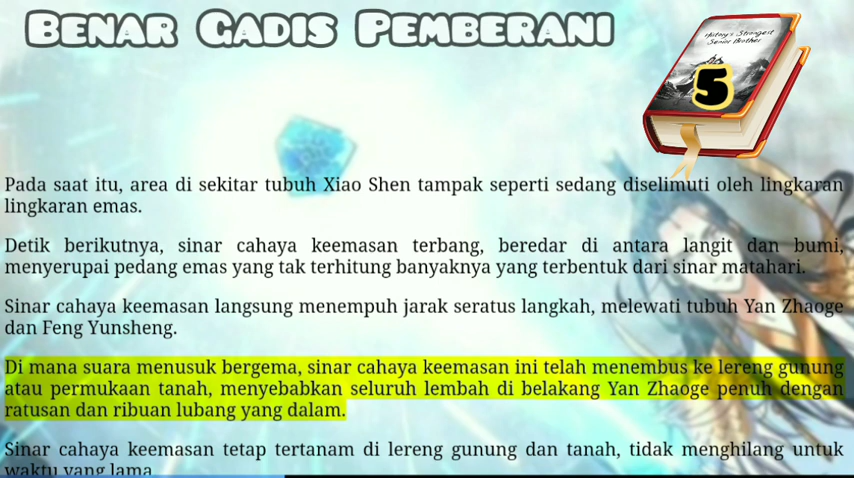 Benar Gadis Pemberani
History's Strongest
Senior Brother
5
Pada saat itu, area di sekitar tubuh Xiao Shen tampak seperti sedang diselimuti oleh lingkaran
lingkaran emas.
Detik berikutnya, sinar cahaya keemasan terbang, beredar di antara langit dan bumi,
menyerupai pedang emas yang tak terhitung banyaknya yang terbentuk dari sinar matahari.
Sinar cahaya keemasan langsung menempuh jarak seratus langkah, melewati tubuh Yan Zhaoge
dan Feng Yunsheng.
Di mana suara menusuk bergema, sinar cahaya keemasan ini telah menembus ke lereng gunung
atau permukaan tanah, menyebabkan seluruh lembah di belakang Yan Zhaoge penuh dengan
ratusan dan ribuan lubang yang dalam.
Sinar cahaya keemasan tetap tertanam di lereng gunung dan tanah, tidak menghilang untuk
waktu yang lama